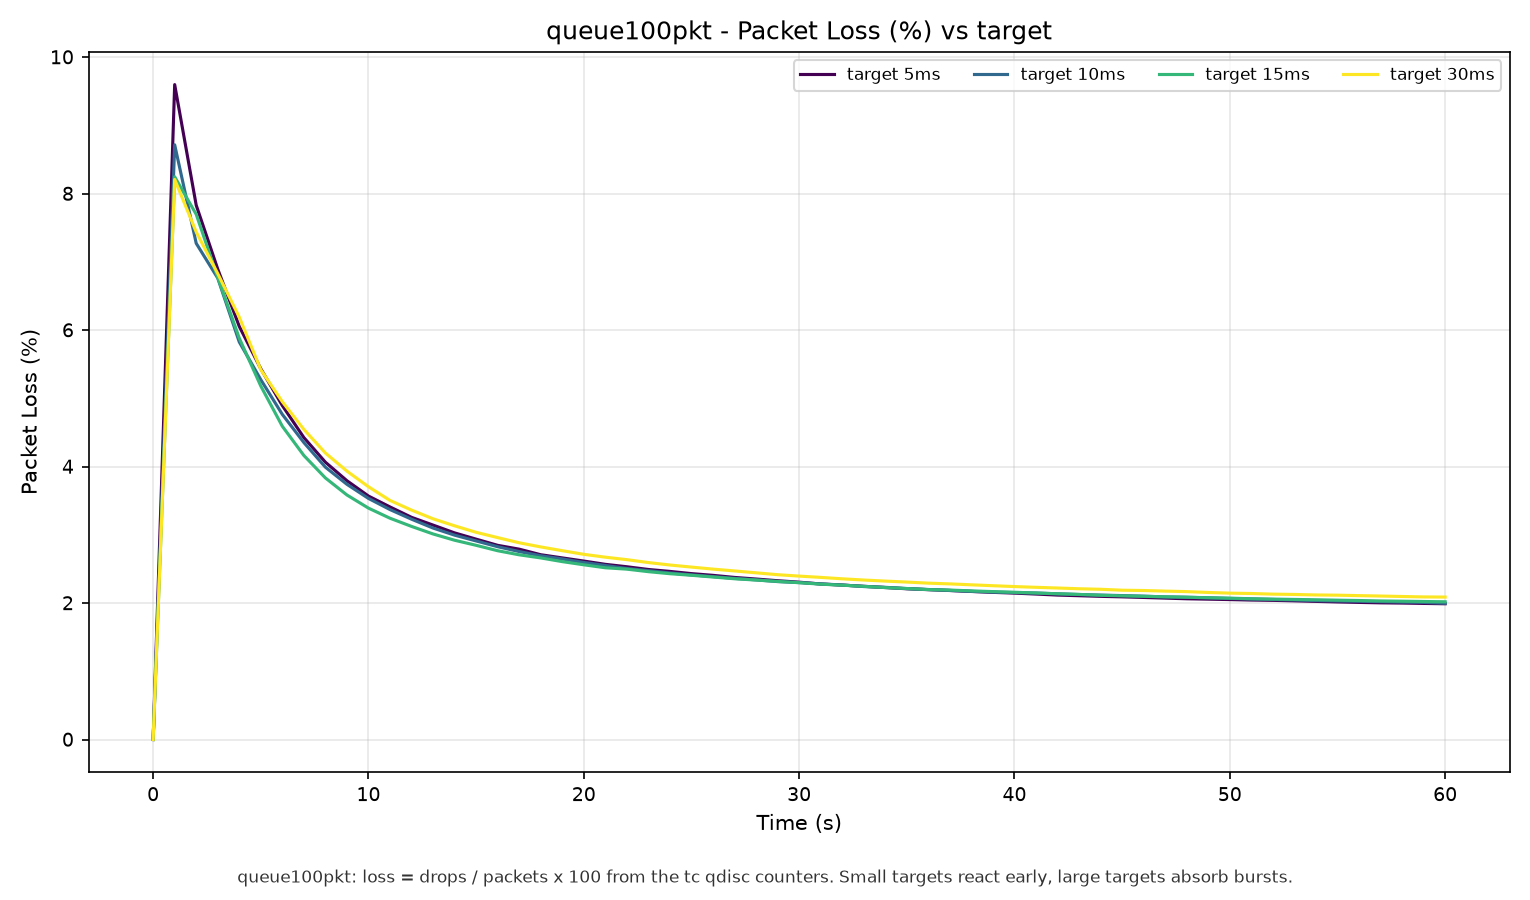 queue100pkt - Packet Loss (%) vs target
target 5ms target 10ms target 15ms target 30ms
Packet Loss (%)
10
8
6
4
2
0
0 10 20 30 40 50 60
Time (s)
queue100pkt: loss = drops / packets x 100 from the tc qdisc counters. Small targets react early, large targets absorb bursts.